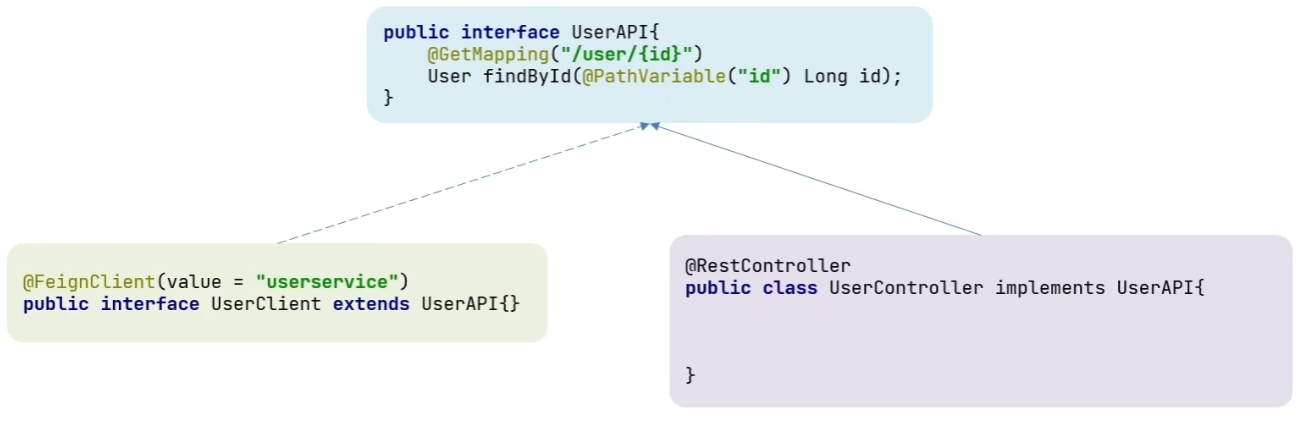 public interface UserAPI{
    @GetMapping("/user/{id}")
    User findById(@PathVariable("id") Long id);
}
@FeignClient(value = "userservice")
public interface UserClient extends UserAPI{}
@RestController
public class UserController implements UserAPI{
}